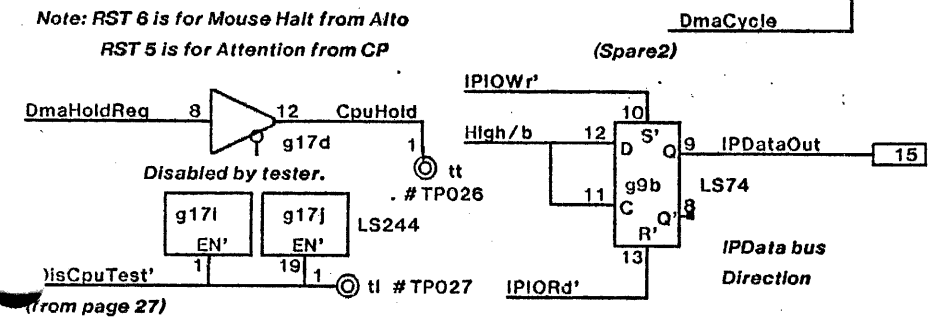 Note: RST 6 is for Mouse Halt from Alto
RST 5 is for Attention from CP
DmaCycle
(Spare2)
IPIOWr'
10
DmaHoldReq
8
12
CpuHold
g17d
1
tt
#TP026
High/b
12
D
S'
Q
9
IPDataOut
15
g9b
LS74
11
C
Q'
8
R'
13
IPIORd'
IPData bus
Direction
Disabled by tester.
g17i
EN'
1
g17j
EN'
19
LS244
1
tl #TP027
isCpuTest'
(from page 27)